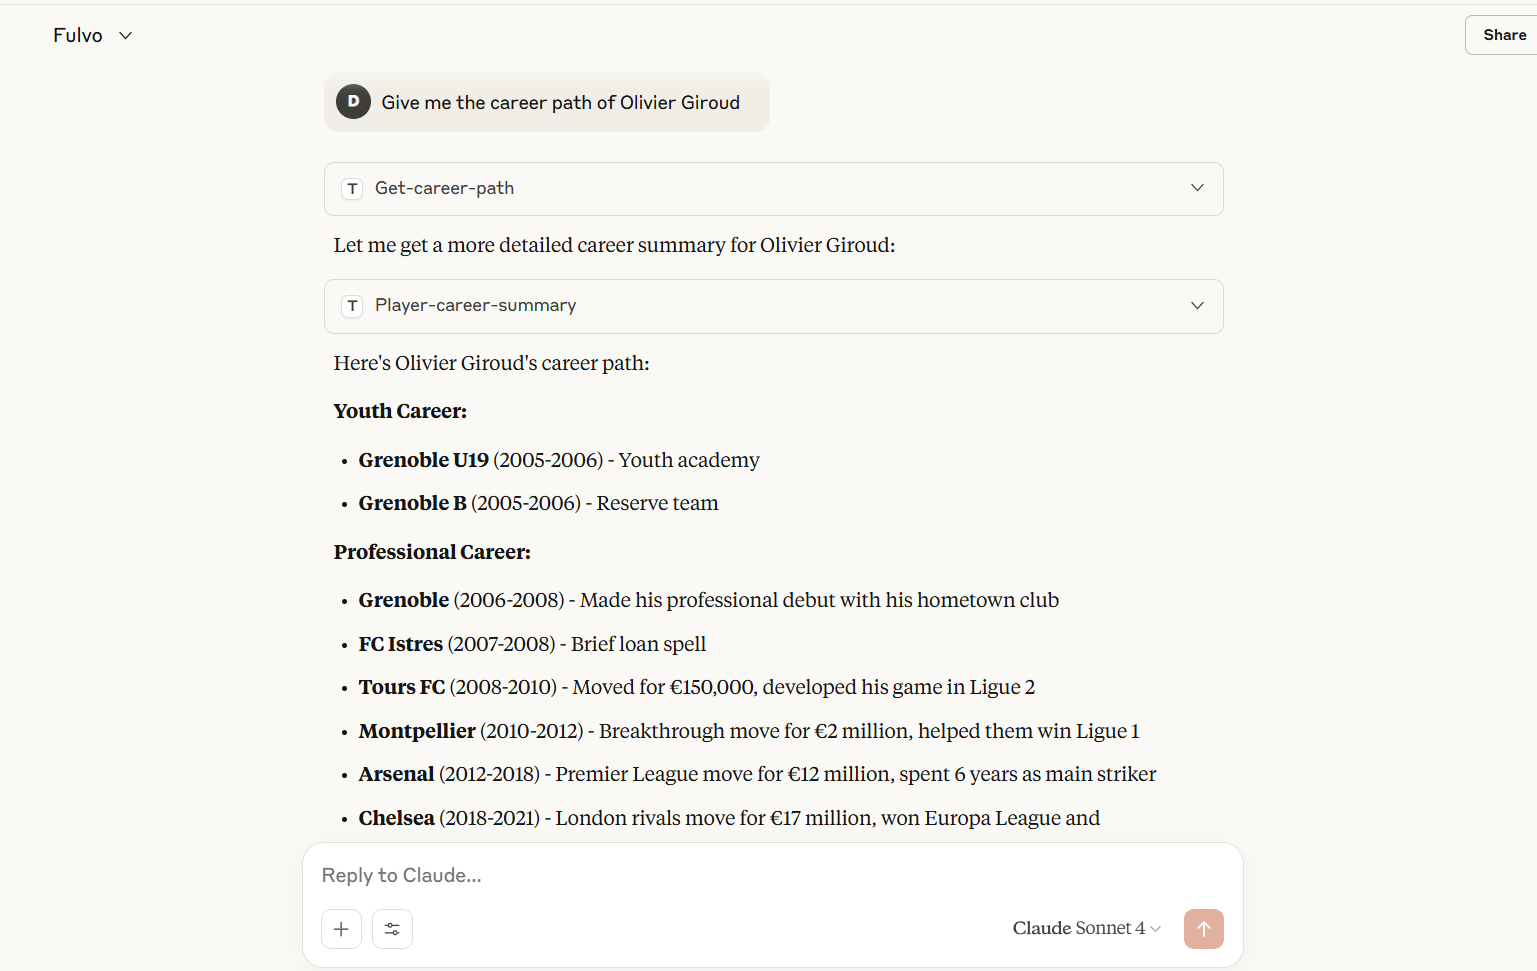 Fulvo
Share
D Give me the career path of Olivier Giroud
T Get-career-path
Let me get a more detailed career summary for Olivier Giroud:
T Player-career-summary
Here's Olivier Giroud's career path:
Youth Career:
• Grenoble U19 (2005-2006) - Youth academy
• Grenoble B (2005-2006) - Reserve team
Professional Career:
• Grenoble (2006-2008) - Made his professional debut with his hometown club
• FC Istres (2007-2008) - Brief loan spell
• Tours FC (2008-2010) - Moved for €150,000, developed his game in Ligue 2
• Montpellier (2010-2012) - Breakthrough move for €2 million, helped them win Ligue 1
• Arsenal (2012-2018) - Premier League move for €12 million, spent 6 years as main striker
• Chelsea (2018-2021) - London rivals move for €17 million, won Europa League and
Reply to Claude...
Claude Sonnet 4